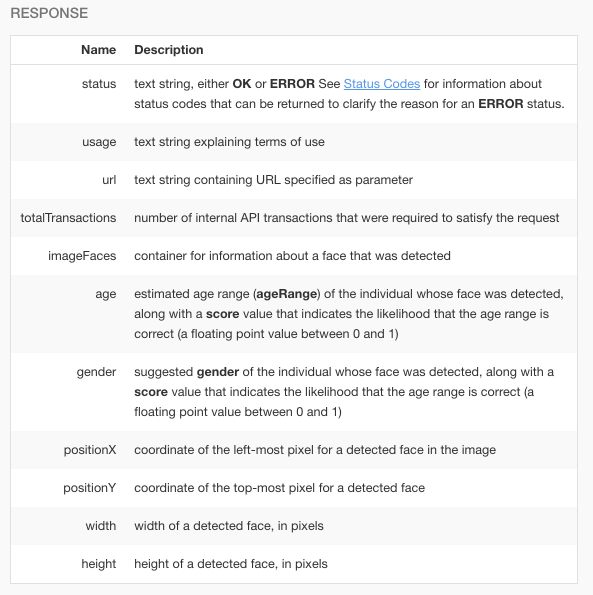 RESPONSE
Name Description
status text string, either OK or ERROR See Status Codes for information about
status codes that can be returned to clarify the reason for an ERROR status.
usage text string explaining terms of use
url text string containing URL specified as parameter
totalTransactions number of internal API transactions that were required to satisfy the request
imageFaces container for information about a face that was detected
age estimated age range (ageRange) of the individual whose face was detected,
along with a score value that indicates the likelihood that the age range is
correct (a floating point value between 0 and 1)
gender suggested gender of the individual whose face was detected, along with a
score value that indicates the likelihood that the age range is correct (a
floating point value between 0 and 1)
positionX coordinate of the left-most pixel for a detected face in the image
positionY coordinate of the top-most pixel for a detected face
width width of a detected face, in pixels
height height of a detected face, in pixels